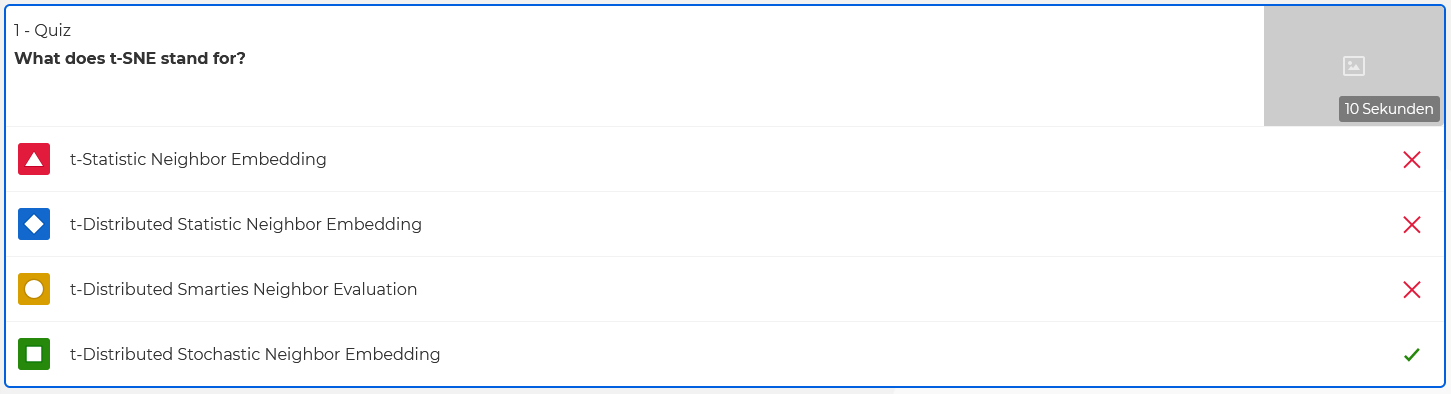 1 - Quiz
What does t-SNE stand for?
10 Sekunden
t-Statistic Neighbor Embedding
t-Distributed Statistic Neighbor Embedding
t-Distributed Smarties Neighbor Evaluation
t-Distributed Stochastic Neighbor Embedding